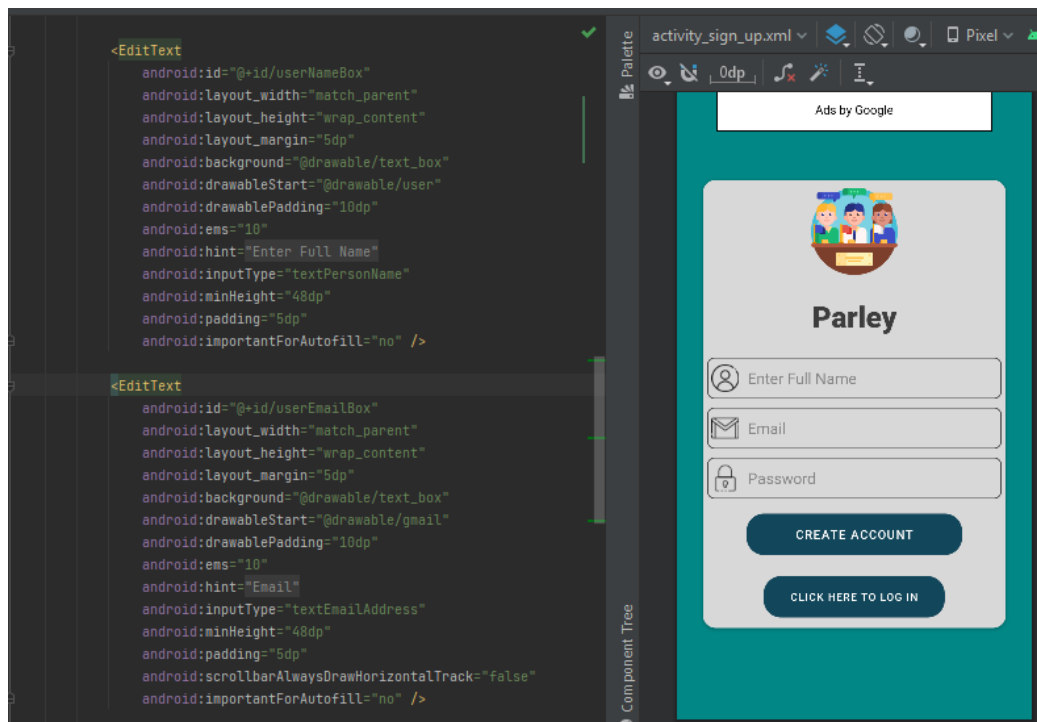 <EditText
android:id="@+id/userNameBox"
android:layout_width="match_parent"
android:layout_height="wrap_content"
android:layout_margin="5dp"
android:background="@drawable/text_box"
android:drawableStart="@drawable/user"
android:drawablePadding="10dp"
android:ems="10"
android:hint="Enter Full Name"
android:inputType="textPersonName"
android:minHeight="48dp"
android:padding="5dp"
android:importantForAutofill="no" />
<EditText
android:id="@+id/userEmailBox"
android:layout_width="match_parent"
android:layout_height="wrap_content"
android:layout_margin="5dp"
android:background="@drawable/text_box"
android:drawableStart="@drawable/gmail"
android:drawablePadding="10dp"
android:ems="10"
android:hint="Email"
android:inputType="textEmailAddress"
android:minHeight="48dp"
android:padding="5dp"
android:scrollbarAlwaysDrawHorizontalTrack="false"
android:importantForAutofill="no" />
Palette
Component Tree
activity_sign_up.xml
Pixel
0dp
Ads by Google
Parley
Enter Full Name
Email
Password
CREATE ACCOUNT
CLICK HERE TO LOG IN